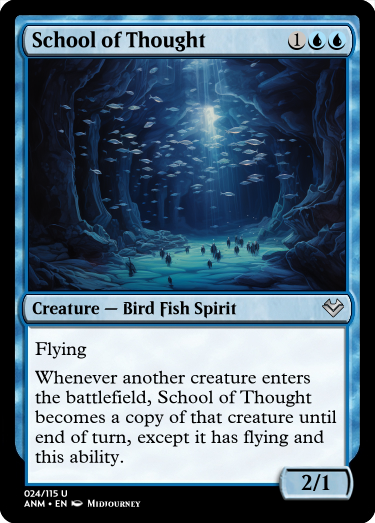 School of Thought 1
Creature — Bird Fish Spirit
Flying
Whenever another creature enters
the battlefield, School of Thought
becomes a copy of that creature until
end of turn, except it has flying and
this ability.
2/1
024/115 U
ANM • EN Midjourney